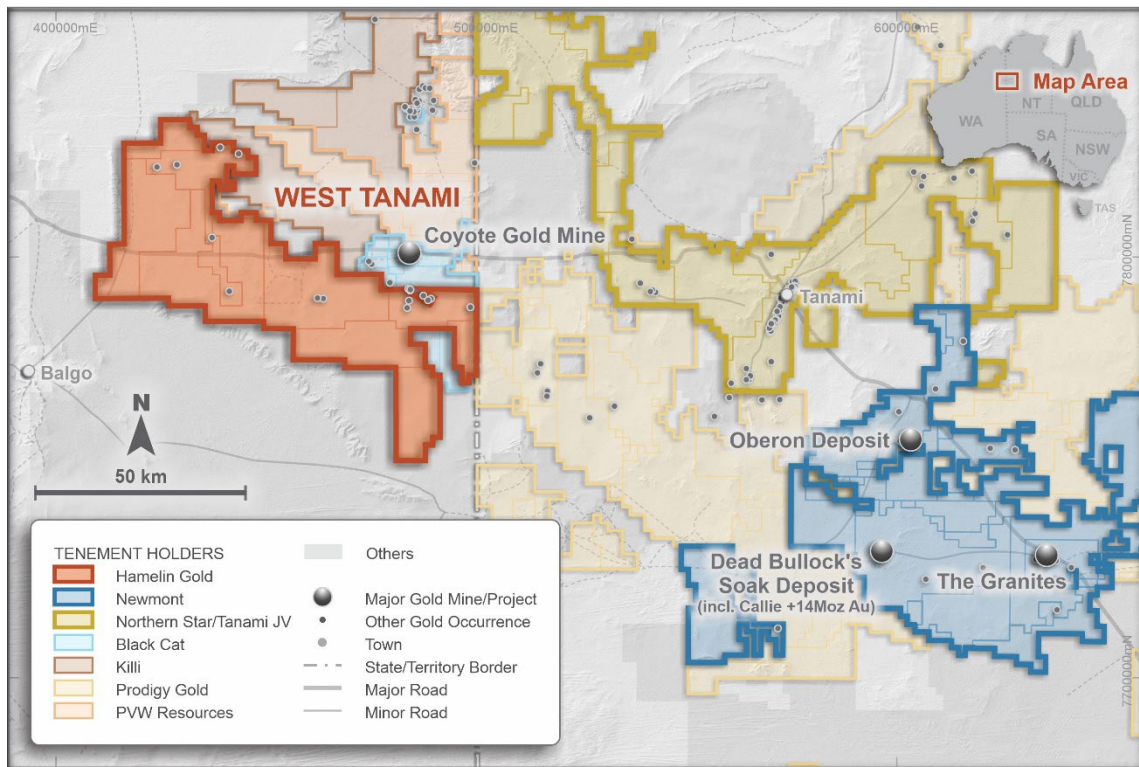 400000mE
500000mE
600000mE
Map Area
WA
NT
QLD
SA
NSW
VIC
TAS
WEST TANAMI
Coyote Gold Mine
7800000mN
Tanami
Balgo
N
50 km
Oberon Deposit
Dead Bullock's
Soak Deposit
(incl. Callie +14Moz Au)
The Granites
7700000mN
TENEMENT HOLDERS
Hamelin Gold
Newmont
Northern Star/Tanami JV
Black Cat
Killi
Prodigy Gold
PVW Resources
Others
Major Gold Mine/Project
Other Gold Occurrence
Town
State/Territory Border
Major Road
Minor Road